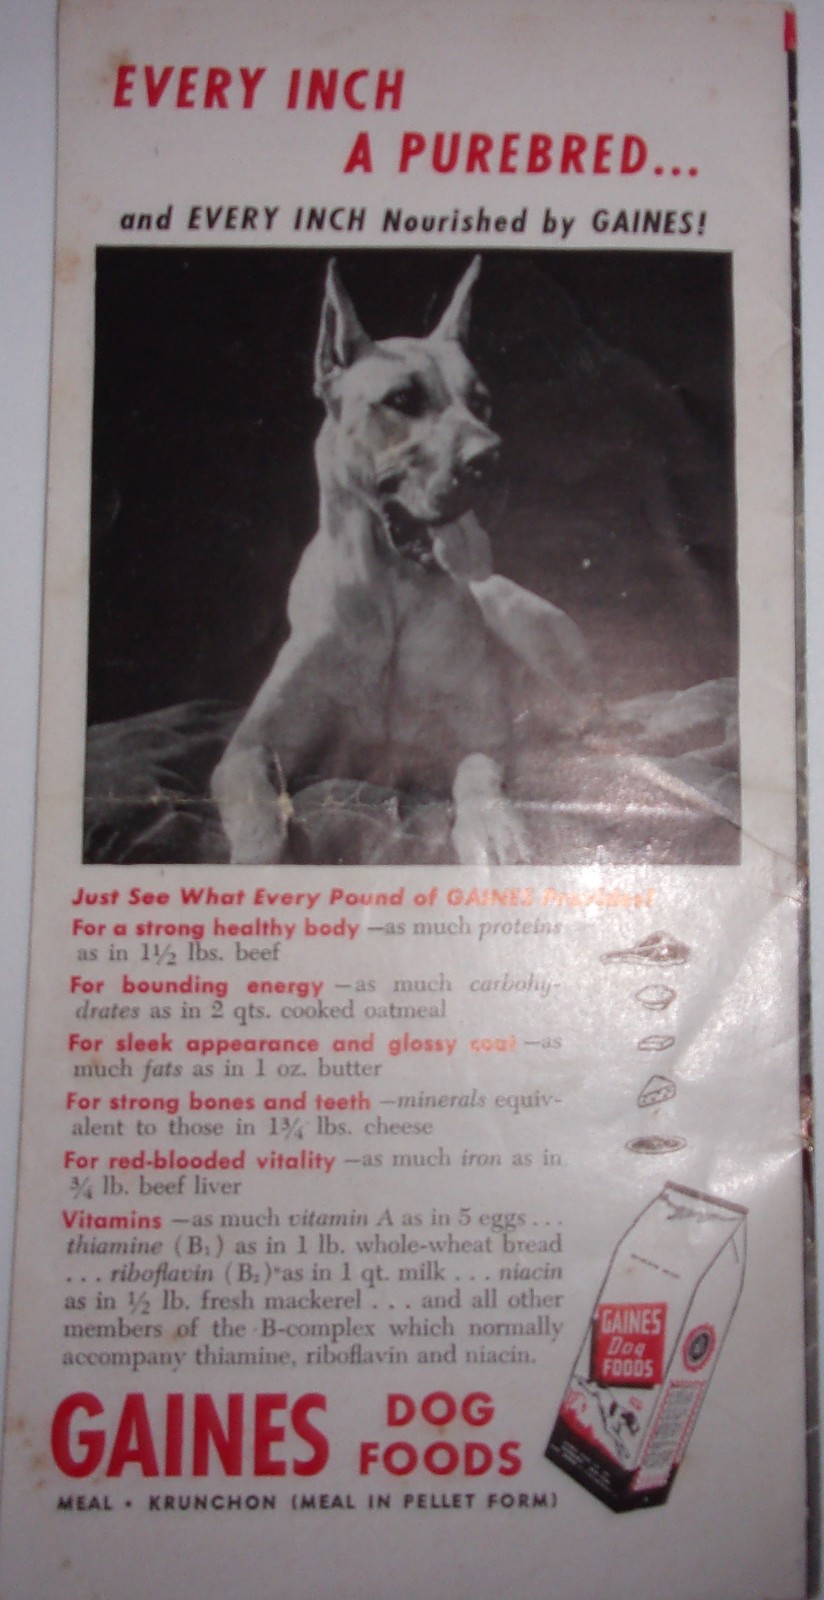 EVERY INCH
A PUREBRED...
and EVERY INCH Nourished by GAINES!
Just See What Every Pound of GAINES Provides!
For a strong healthy body —as much proteins
as in 1½ lbs. beef
For bounding energy —as much carbohy-
drates as in 2 qts. cooked oatmeal
For sleek appearance and glossy coat —as
much fats as in 1 oz. butter
For strong bones and teeth —minerals equiv-
alent to those in 1¾ lbs. cheese
For red-blooded vitality —as much iron as in
¾ lb. beef liver
Vitamins —as much vitamin A as in 5 eggs...
thiamine (B₁) as in 1 lb. whole-wheat bread
... riboflavin (B₂) as in 1 qt. milk ... niacin
as in ½ lb. fresh mackerel ... and all other
members of the B-complex which normally
accompany thiamine, riboflavin and niacin.
GAINES
Dog
FOODS
GAINES DOG
FOODS
MEAL • KRUNCHON (MEAL IN PELLET FORM)